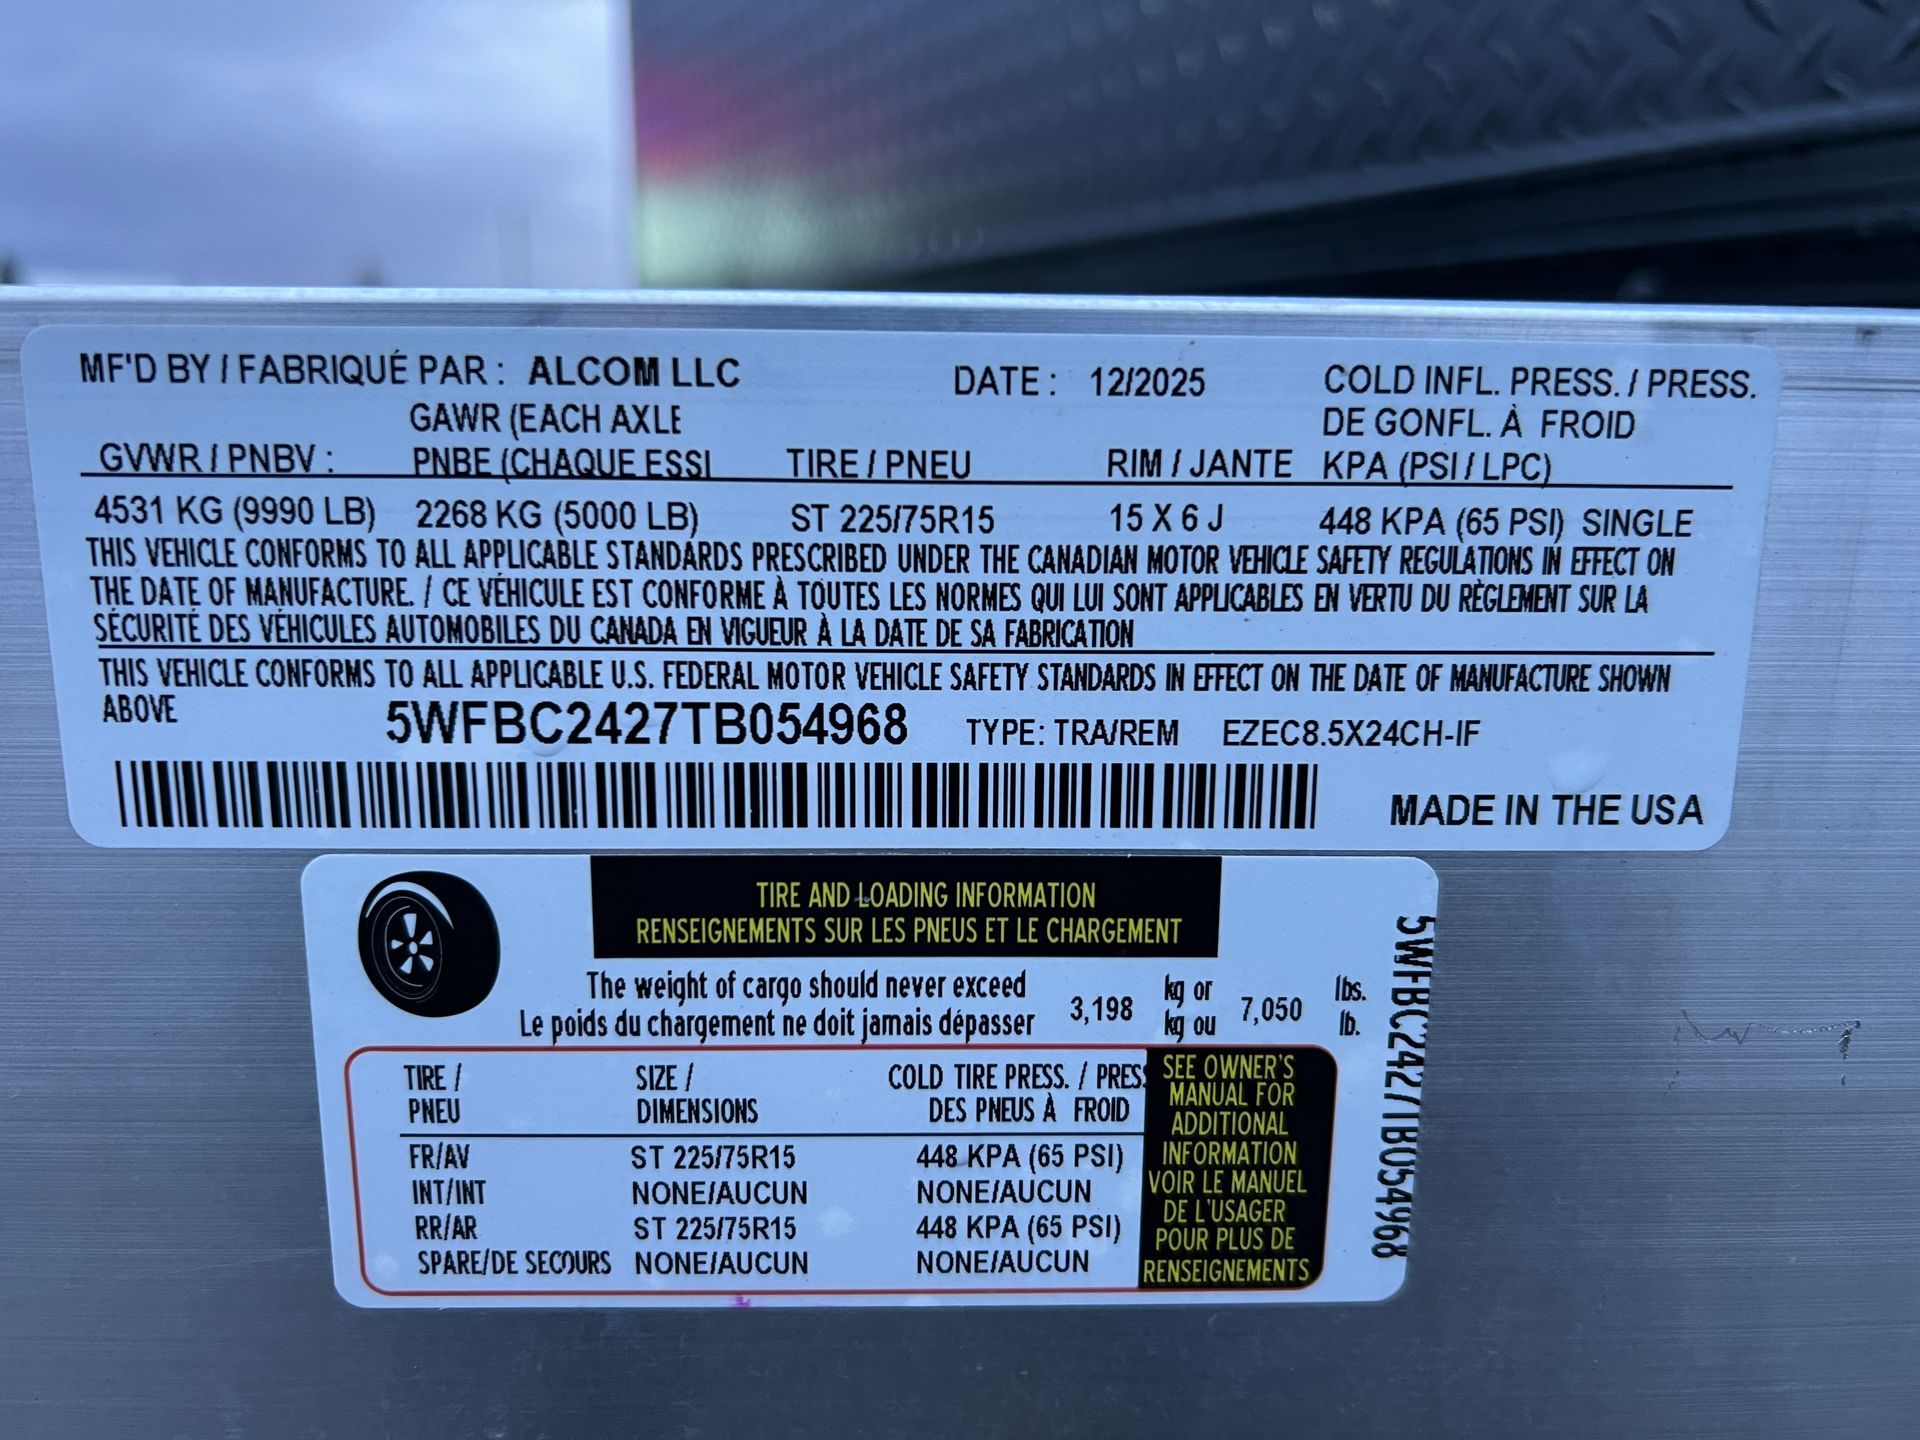 MF'D BY / FABRIQUÉ PAR : ALCOM LLC DATE : 12/2025 COLD INFL. PRESS. / PRESS.
GAWR (EACH AXLE DE GONFL. À FROID
GVWR / PNBV : PNBE (CHAQUE ESSI TIRE / PNEU RIM / JANTE KPA (PSI / LPC)
4531 KG (9990 LB) 2268 KG (5000 LB) ST 225/75R15 15 X 6 J 448 KPA (65 PSI) SINGLE
THIS VEHICLE CONFORMS TO ALL APPLICABLE STANDARDS PRESCRIBED UNDER THE CANADIAN MOTOR VEHICLE SAFETY REGULATIONS IN EFFECT ON
THE DATE OF MANUFACTURE. / CE VÉHICULE EST CONFORME À TOUTES LES NORMES QUI LUI SONT APPLICABLES EN VERTU DU RÈGLEMENT SUR LA
SÉCURITÉ DES VÉHICULES AUTOMOBILES DU CANADA EN VIGUEUR À LA DATE DE SA FABRICATION
THIS VEHICLE CONFORMS TO ALL APPLICABLE U.S. FEDERAL MOTOR VEHICLE SAFETY STANDARDS IN EFFECT ON THE DATE OF MANUFACTURE SHOWN
ABOVE 5WFBC2427TB054968 TYPE: TRA/REM EZEC8.5X24CH-IF
MADE IN THE USA
TIRE AND LOADING INFORMATION
RENSEIGNEMENTS SUR LES PNEUS ET LE CHARGEMENT
The weight of cargo should never exceed 3,198 kg or 7,050 lbs.
Le poids du chargement ne doit jamais dépasser kg ou lb.
TIRE / SIZE / COLD TIRE PRESS. / PRESS
PNEU DIMENSIONS DES PNEUS À FROID
FR/AV ST 225/75R15 448 KPA (65 PSI)
INT/INT NONE/AUCUN NONE/AUCUN
RR/AR ST 225/75R15 448 KPA (65 PSI)
SPARE/DE SECOURS NONE/AUCUN NONE/AUCUN
SEE OWNER'S
MANUAL FOR
ADDITIONAL
INFORMATION
VOIR LE MANUEL
DE L'USAGER
POUR PLUS DE
RENSEIGNEMENTS
5WFBC2427TB054968